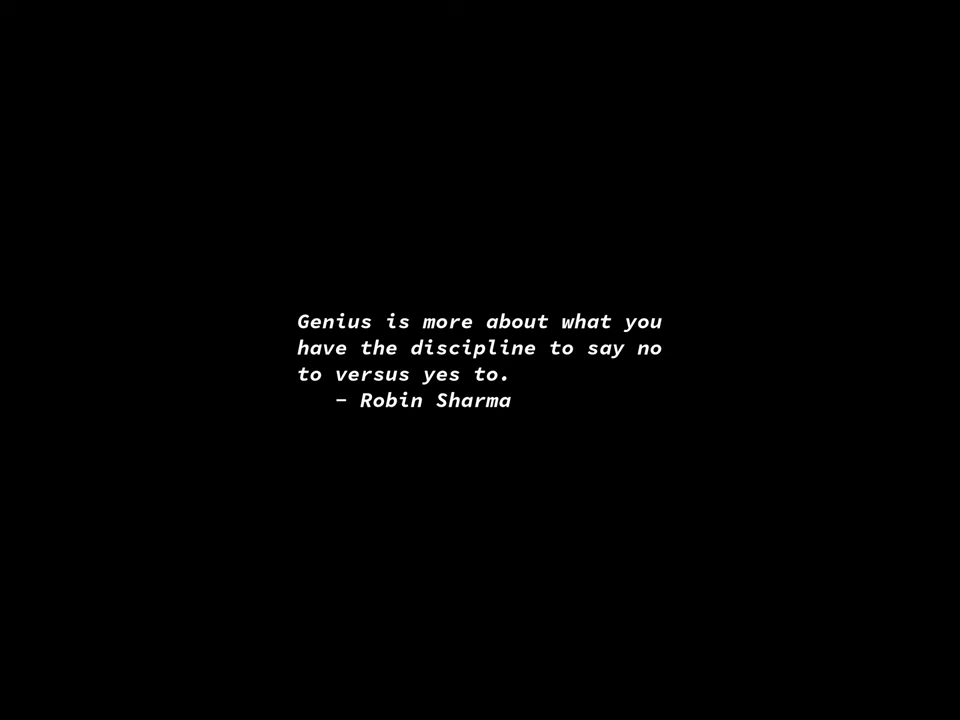 Genius is more about what you
have the discipline to say no
to versus yes to.
– Robin Sharma